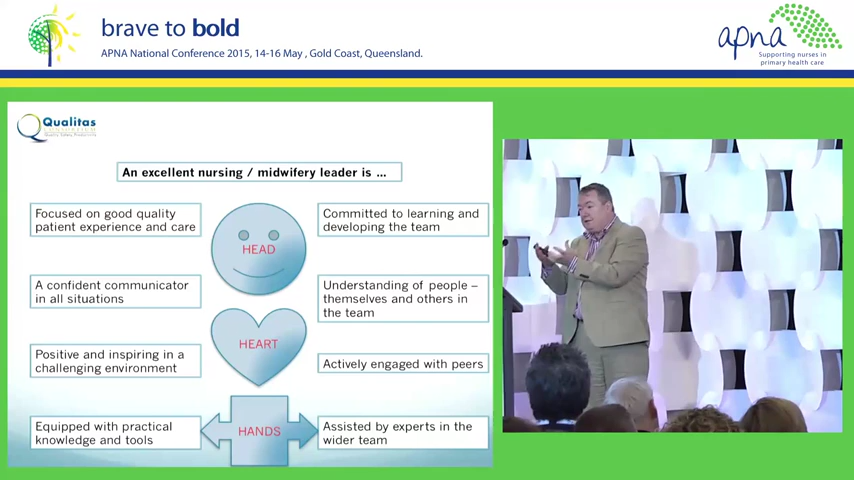 brave to bold
APNA National Conference 2015, 14-16 May , Gold Coast, Queensland.
apna
Supporting nurses in
primary health care
Qualitas
CONSORTIUM
Quality Safety Productivity
An excellent nursing / midwifery leader is ...
Focused on good quality
patient experience and care
A confident communicator
in all situations
Positive and inspiring in a
challenging environment
Equipped with practical
knowledge and tools
HEAD
HEART
HANDS
Committed to learning and
developing the team
Understanding of people –
themselves and others in
the team
Actively engaged with peers
Assisted by experts in the
wider team